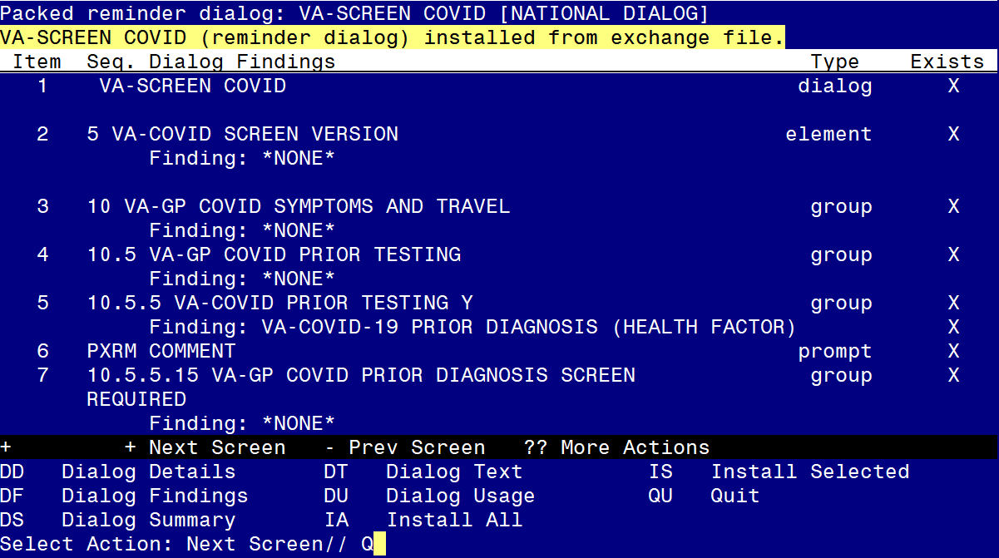 Packed reminder dialog: VA-SCREEN COVID [NATIONAL DIALOG]
VA-SCREEN COVID (reminder dialog) installed from exchange file.
Item Seq. Dialog Findings Type Exists
1 VA-SCREEN COVID dialog X
2 5 VA-COVID SCREEN VERSION element X
Finding: *NONE*
3 10 VA-GP COVID SYMPTOMS AND TRAVEL group X
Finding: *NONE*
4 10.5 VA-GP COVID PRIOR TESTING group X
Finding: *NONE*
5 10.5.5 VA-COVID PRIOR TESTING Y group X
Finding: VA-COVID-19 PRIOR DIAGNOSIS (HEALTH FACTOR) X
6 PXRM COMMENT prompt X
7 10.5.5.15 VA-GP COVID PRIOR DIAGNOSIS SCREEN group X
REQUIRED
Finding: *NONE*
+ + Next Screen - Prev Screen ?? More Actions
DD Dialog Details DT Dialog Text IS Install Selected
DF Dialog Findings DU Dialog Usage QU Quit
DS Dialog Summary IA Install All
Select Action: Next Screen// Q